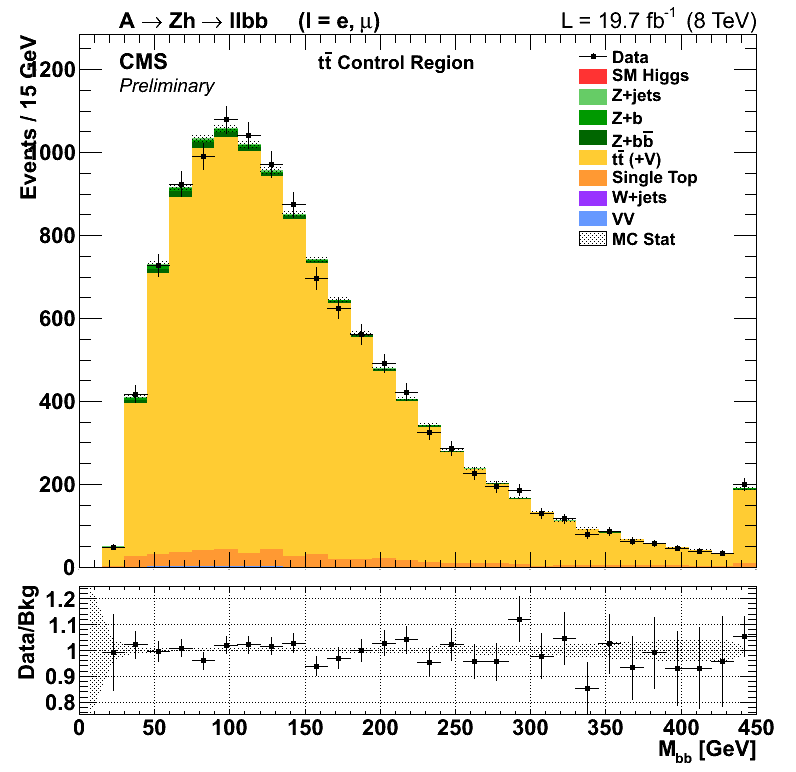 A → Zh → llbb (l = e, μ) L = 19.7 fb⁻¹ (8 TeV)
Events / 15 GeV
1200
1000
800
600
400
200
0
CMS
Preliminary
tt̄ Control Region
Data
SM Higgs
Z+jets
Z+b
Z+bb̄
tt̄ (+V)
Single Top
W+jets
VV
MC Stat
Data/Bkg
1.2
1.1
1
0.9
0.8
0 50 100 150 200 250 300 350 400 450
M_bb [GeV]